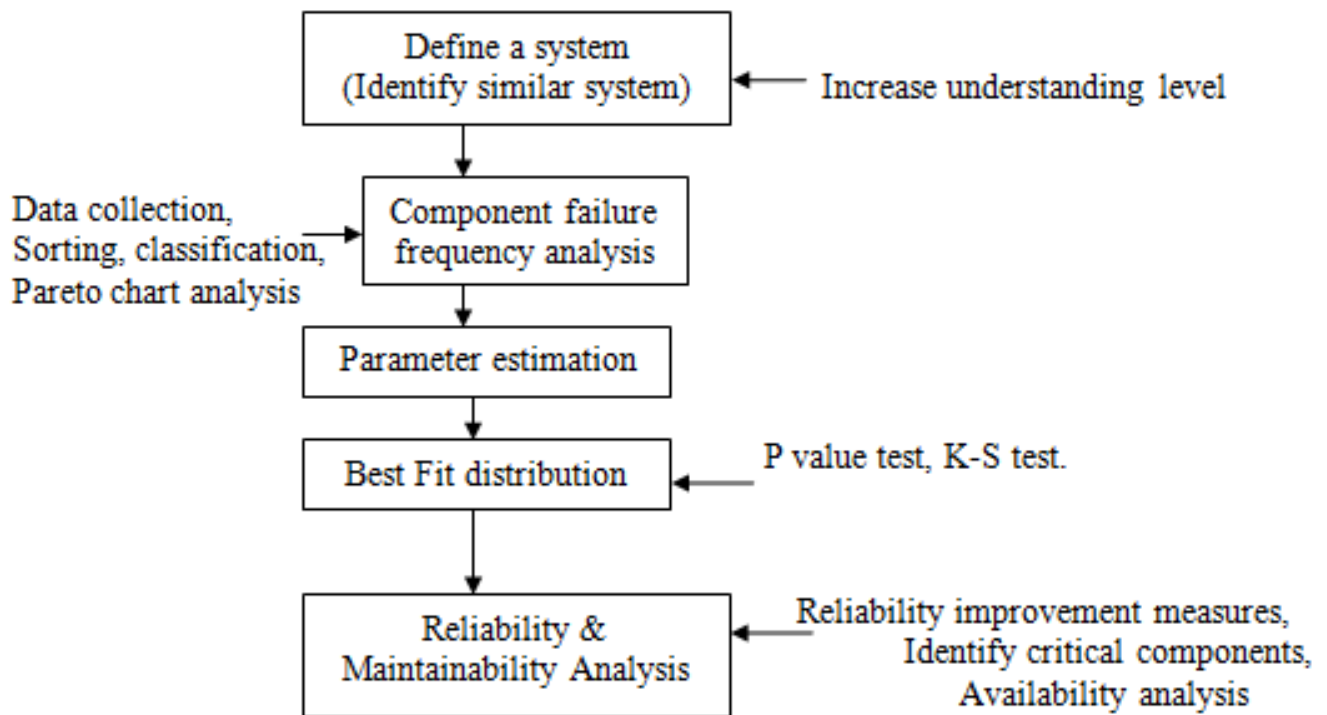 Define a system
(Identify similar system)
Increase understanding level
Data collection,
Sorting, classification,
Pareto chart analysis
Component failure
frequency analysis
Parameter estimation
Best Fit distribution
P value test, K-S test.
Reliability &
Maintainability Analysis
Reliability improvement measures,
Identify critical components,
Availability analysis